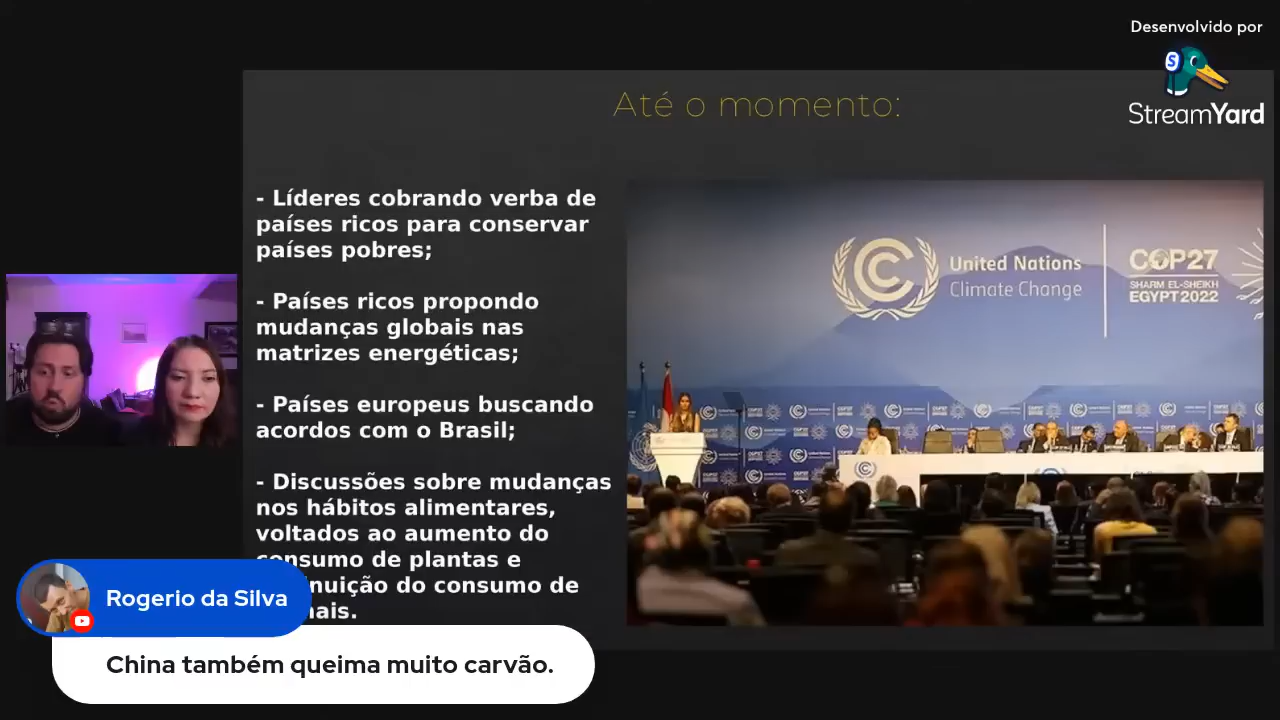 Desenvolvido por
StreamYard
Até o momento:
- Líderes cobrando verba de
países ricos para conservar
países pobres;
- Países ricos propondo
mudanças globais nas
matrizes energéticas;
- Países europeus buscando
acordos com o Brasil;
- Discussões sobre mudanças
nos hábitos alimentares,
voltados ao aumento do
consumo de plantas e
nuição do consumo de
ais.
United Nations
Climate Change
COP27
SHARM EL-SHEIKH
EGYPT 2022
Rogerio da Silva
China também queima muito carvão.